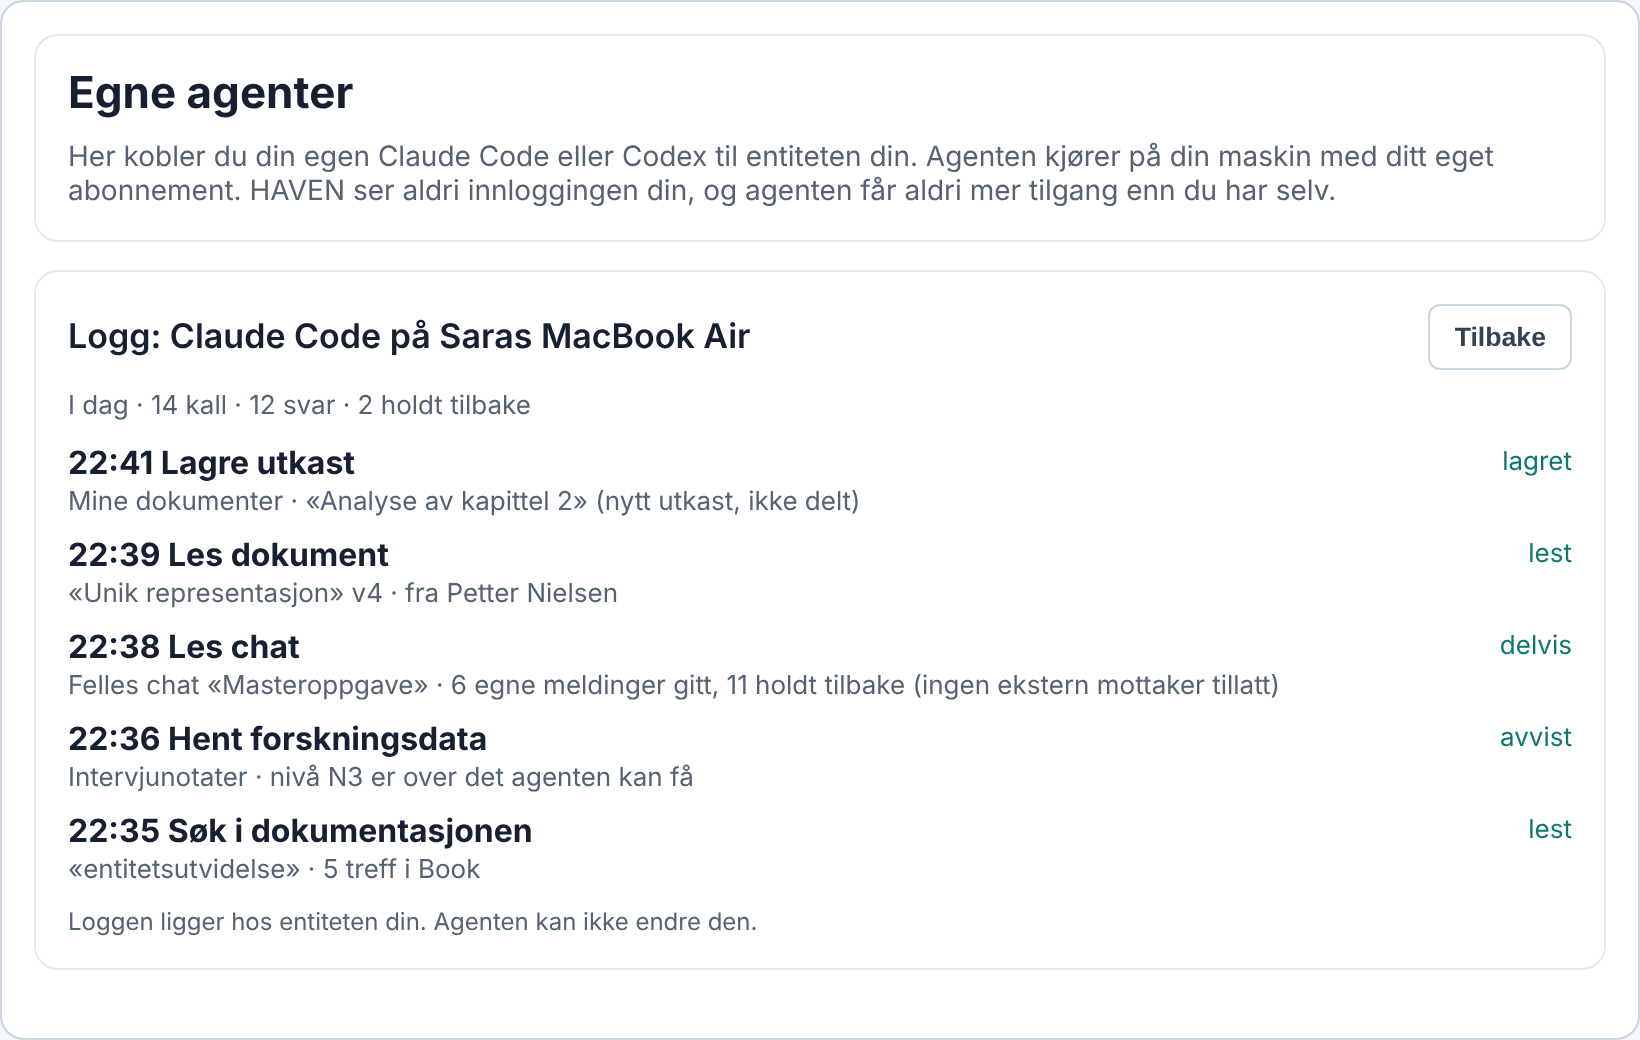 Egne agenter
Her kobler du din egen Claude Code eller Codex til entiteten din. Agenten kjører på din maskin med ditt eget
abonnement. HAVEN ser aldri innloggingen din, og agenten får aldri mer tilgang enn du har selv.
Logg: Claude Code på Saras MacBook Air
Tilbake
I dag · 14 kall · 12 svar · 2 holdt tilbake
22:41 Lagre utkast
lagret
Mine dokumenter · «Analyse av kapittel 2» (nytt utkast, ikke delt)
22:39 Les dokument
lest
«Unik representasjon» v4 · fra Petter Nielsen
22:38 Les chat
delvis
Felles chat «Masteroppgave» · 6 egne meldinger gitt, 11 holdt tilbake (ingen ekstern mottaker tillatt)
22:36 Hent forskningsdata
avvist
Intervjunotater · nivå N3 er over det agenten kan få
22:35 Søk i dokumentasjonen
lest
«entitetsutvidelse» · 5 treff i Book
Loggen ligger hos entiteten din. Agenten kan ikke endre den.